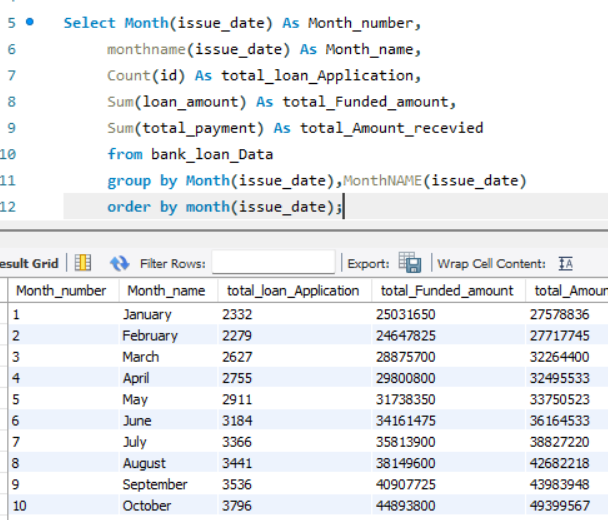 5 Select Month(issue_date) As Month_number,
6 monthname(issue_date) As Month_name,
7 Count(id) As total_loan_Application,
8 Sum(loan_amount) As total_Funded_amount,
9 Sum(total_payment) As total_Amount_recevied
10 from bank_loan_Data
11 group by Month(issue_date),MonthNAME(issue_date)
12 order by month(issue_date);
esult Grid Filter Rows: Export: Wrap Cell Content: IA
Month_number Month_name total_loan_Application total_Funded_amount total_Amour
1 January 2332 25031650 27578836
2 February 2279 24647825 27717745
3 March 2627 28875700 32264400
4 April 2755 29800800 32495533
5 May 2911 31738350 33750523
6 June 3184 34161475 36164533
7 July 3366 35813900 38827220
8 August 3441 38149600 42682218
9 September 3536 40907725 43983948
10 October 3796 44893800 49399567